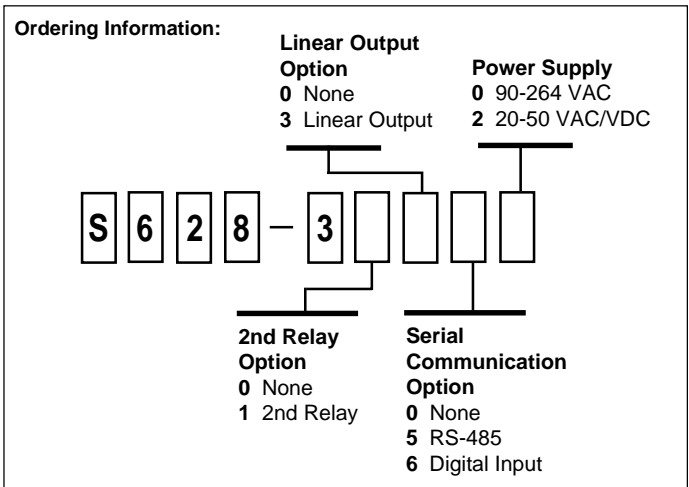 Ordering Information:
Linear Output
Option
0 None
3 Linear Output
Power Supply
0 90-264 VAC
2 20-50 VAC/VDC
S 6 2 8 – 3
2nd Relay
Option
0 None
1 2nd Relay
Serial
Communication
Option
0 None
5 RS-485
6 Digital Input